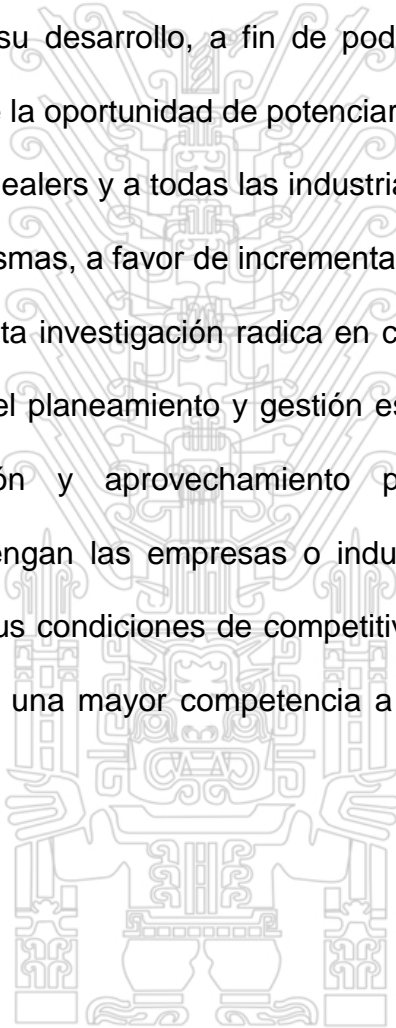 su desarrollo, a fin de pod
la oportunidad de potenciar
ealers y a todas las industria
smas, a favor de incrementa
ta investigación radica en c
el planeamiento y gestión es
ón y aprovechamiento p
engan las empresas o indu
us condiciones de competitiv
una mayor competencia a